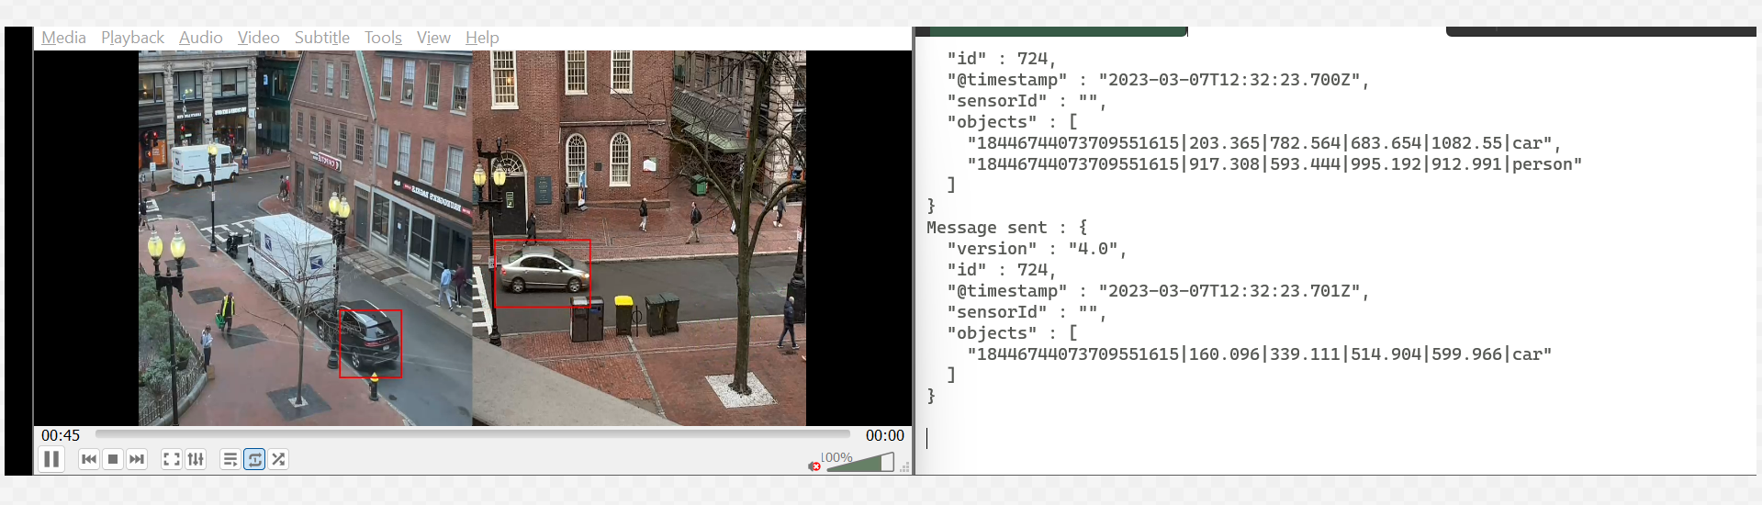 Media Playback Audio Video Subtitle Tools View Help
00:45
00:00
100%
"id" : 724,
"@timestamp" : "2023-03-07T12:32:23.700Z",
"sensorId" : "",
"objects" : [
"18446744073709551615|203.365|782.564|683.654|1082.55|car",
"18446744073709551615|917.308|593.444|995.192|912.991|person"
]
}
Message sent : {
"version" : "4.0",
"id" : 724,
"@timestamp" : "2023-03-07T12:32:23.701Z",
"sensorId" : "",
"objects" : [
"18446744073709551615|160.096|339.111|514.904|599.966|car"
]
}